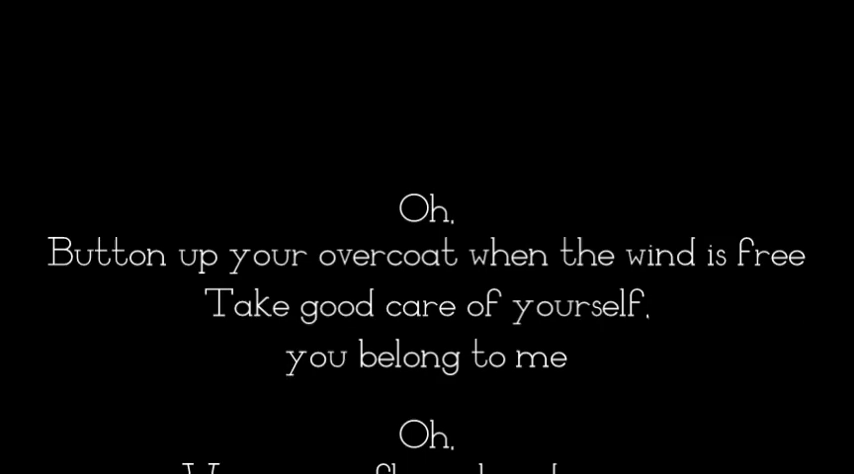 Oh,
Button up your overcoat when the wind is free
Take good care of yourself,
you belong to me
Oh,